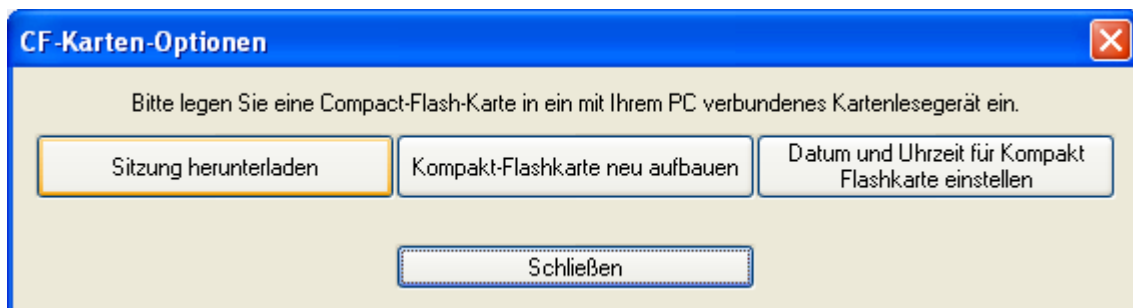 CF-Karten-Optionen
Bitte legen Sie eine Compact-Flash-Karte in ein mit Ihrem PC verbundenes Kartenlesegerät ein.
Sitzung herunterladen
Kompakt-Flashkarte neu aufbauen
Datum und Uhrzeit für Kompakt
Flashkarte einstellen
Schließen